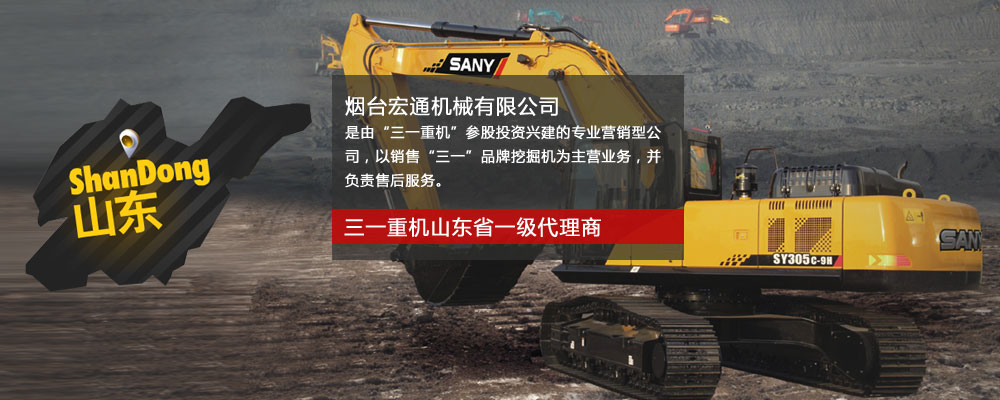 ShanDong
山东
SANY
烟台宏通机械有限公司
是由“三一重机”参股投资兴建的专业营销型公
司，以销售“三一”品牌挖掘机为主营业务，并
负责售后服务。
三一重机山东省一级代理商
SY305C-9H
SANY
SANY